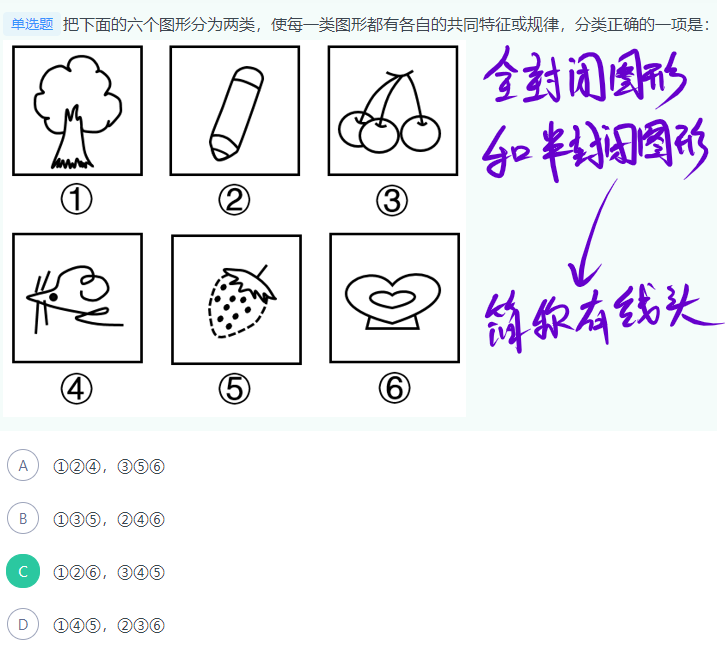 单选题 把下面的六个图形分为两类，使每一类图形都有各自的共同特征或规律，分类正确的一项是：
全封闭图形
和半封闭图形
简称有线头
① ② ③
④ ⑤ ⑥
A ①②④，③⑤⑥
B ①③⑤，②④⑥
C ①②⑥，③④⑤
D ①④⑤，②③⑥